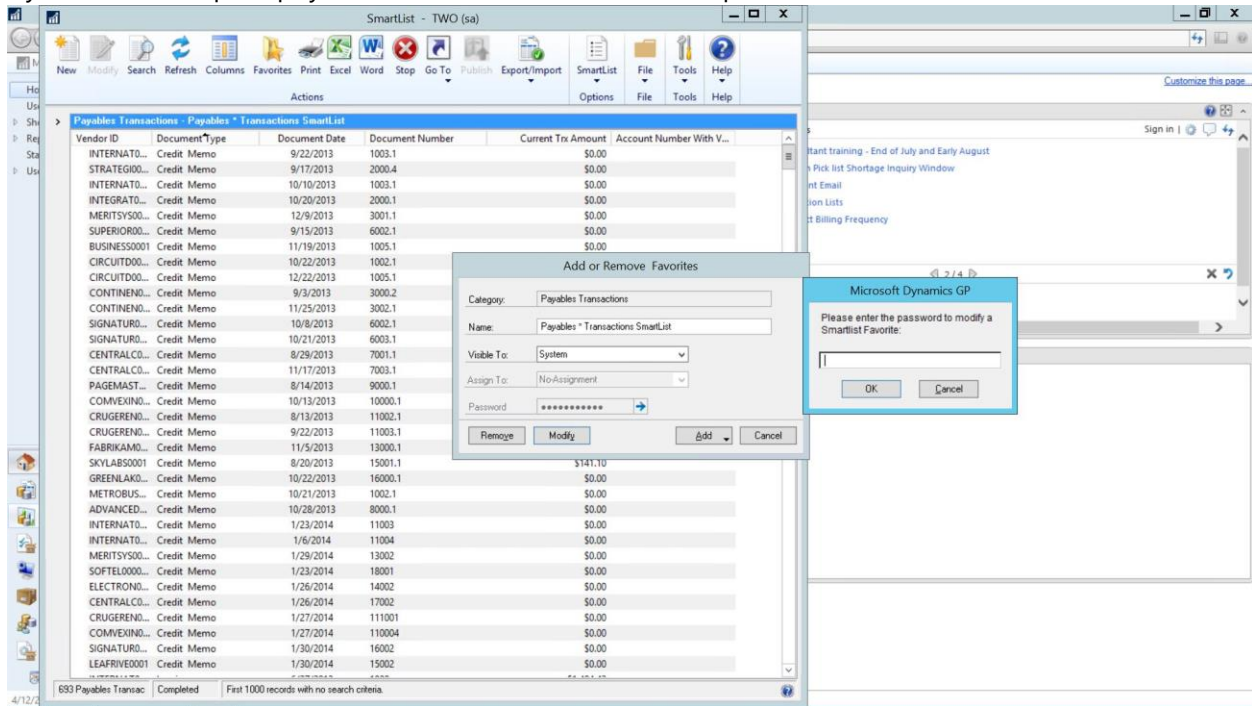 SmartList - TWO (sa)
New Modify Search Refresh Columns Favorites Print Excel Word Stop Go To Publish Export/Import SmartList File Tools Help
Actions Options File Tools Help
Customize this page...
Payables Transactions - Payables * Transactions SmartList
Vendor ID Document Type Document Date Document Number Current Trx Amount Account Number With V...
INTERNAT0... Credit Memo 9/22/2013 1003.1 $0.00
STRATEGI00... Credit Memo 9/17/2013 2000.4 $0.00
INTERNAT0... Credit Memo 10/10/2013 1003.1 $0.00
INTEGRAT0... Credit Memo 10/20/2013 2000.1 $0.00
MERITSYS00... Credit Memo 12/9/2013 3001.1 $0.00
SUPERIOR00... Credit Memo 9/15/2013 6002.1 $0.00
BUSINESS0001 Credit Memo 11/19/2013 1005.1 $0.00
CIRCUITD00... Credit Memo 10/22/2013 1002.1
CIRCUITD00... Credit Memo 12/22/2013 1005.1
CONTINEN0... Credit Memo 9/3/2013 3000.2
CONTINEN0... Credit Memo 11/25/2013 3002.1
SIGNATUR0... Credit Memo 10/8/2013 6002.1
SIGNATUR0... Credit Memo 10/21/2013 6003.1
CENTRALC0... Credit Memo 8/29/2013 7001.1
CENTRALC0... Credit Memo 11/17/2013 7003.1
PAGEMAST... Credit Memo 8/14/2013 9000.1
COMVEXIN0... Credit Memo 10/13/2013 10000.1
CRUGEREN0... Credit Memo 8/13/2013 11002.1
CRUGEREN0... Credit Memo 9/22/2013 11003.1
FABRIKAM0... Credit Memo 11/5/2013 13000.1
SKYLABS0001 Credit Memo 8/20/2013 15001.1 $141.10
GREENLAK0... Credit Memo 10/22/2013 16000.1 $0.00
METROBUS... Credit Memo 10/21/2013 1002.1 $0.00
ADVANCED... Credit Memo 10/28/2013 8000.1 $0.00
INTERNAT0... Credit Memo 1/23/2014 11003 $0.00
INTERNAT0... Credit Memo 1/6/2014 11004 $0.00
MERITSYS00... Credit Memo 1/29/2014 13002 $0.00
SOFTEL0000... Credit Memo 1/23/2014 18001 $0.00
ELECTRON0... Credit Memo 1/26/2014 14002 $0.00
CENTRALC0... Credit Memo 1/26/2014 17002 $0.00
CRUGEREN0... Credit Memo 1/27/2014 111001 $0.00
COMVEXIN0... Credit Memo 1/27/2014 110004 $0.00
SIGNATUR0... Credit Memo 1/30/2014 16002 $0.00
LEAFRIVE0001 Credit Memo 1/30/2014 15002 $0.00
693 Payables Transac Completed First 1000 records with no search criteria.
Add or Remove Favorites
Category: Payables Transactions
Name: Payables * Transactions SmartList
Visible To: System
Assign To: No-Assignment
Password ***********
Remove Modify Add Cancel
Sign in |
tant training - End of July and Early August
Pick list Shortage Inquiry Window
nt Email
ion Lists
ct Billing Frequency
2 / 4
Microsoft Dynamics GP
Please enter the password to modify a
Smartlist Favorite:
OK Cancel